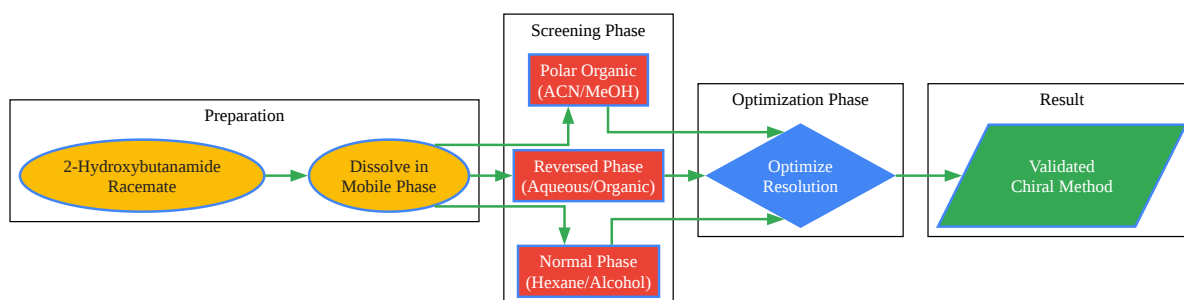 Preparation
2-Hydroxybutanamide
Racemate
Dissolve in
Mobile Phase
Screening Phase
Polar Organic
(ACN/MeOH)
Reversed Phase
(Aqueous/Organic)
Normal Phase
(Hexane/Alcohol)
Optimization Phase
Optimize
Resolution
Result
Validated
Chiral Method